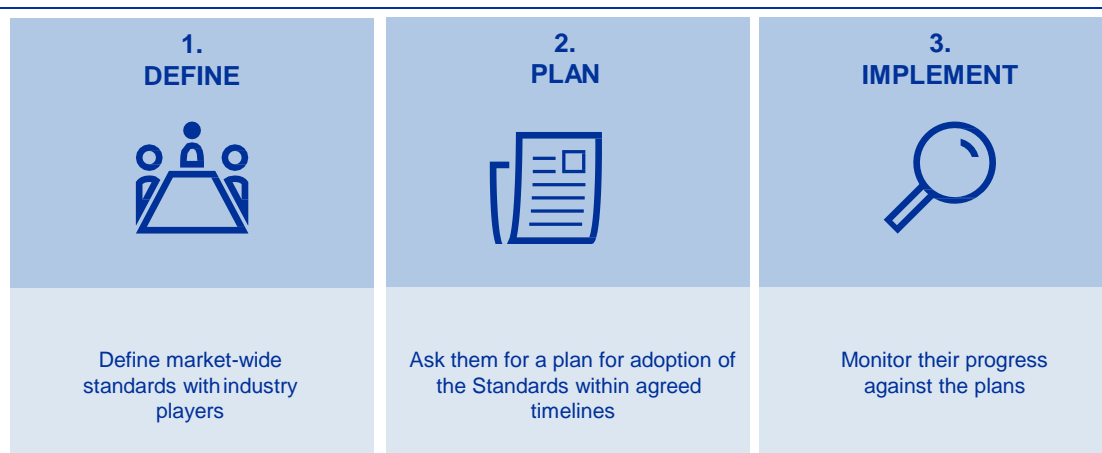 1.
DEFINE
Define market-wide
standards with industry
players
2.
PLAN
Ask them for a plan for adoption of
the Standards within agreed
timelines
3.
IMPLEMENT
Monitor their progress
against the plans